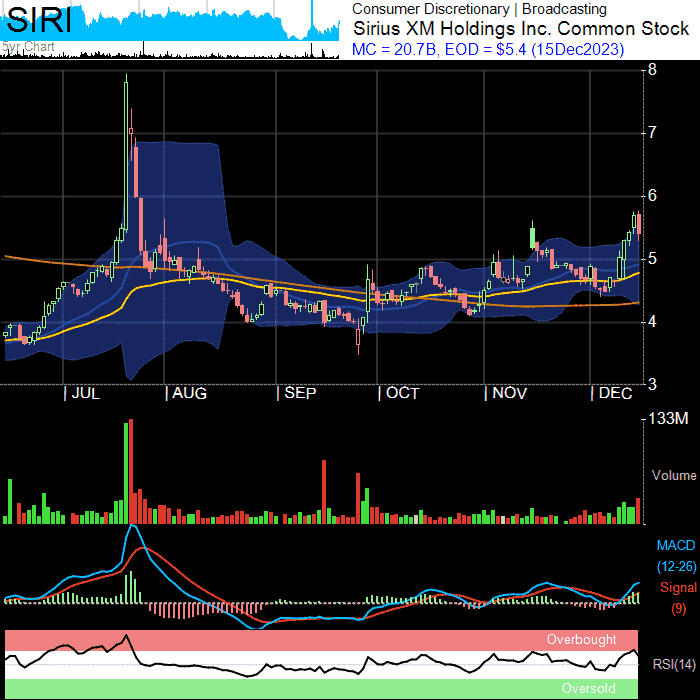 SIRI
5yr Chart
Consumer Discretionary | Broadcasting
Sirius XM Holdings Inc. Common Stock
MC = 20.7B, EOD = $5.4 (15Dec2023)
8
7
6
5
4
3
| JUL | AUG | SEP | OCT | NOV | DEC
133M
Volume
MACD
(12-26)
Signal
(9)
Overbought
RSI(14)
Oversold